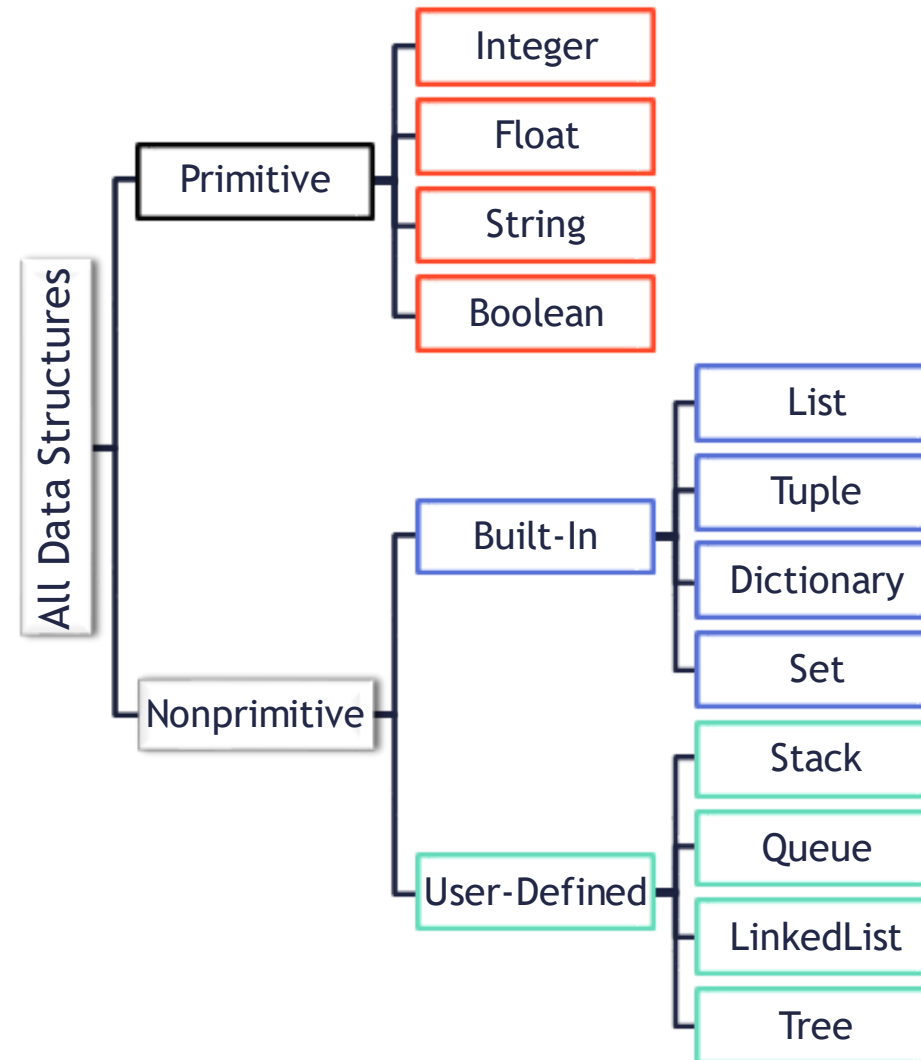 All Data Structures
Primitive
Integer
Float
String
Boolean
Nonprimitive
Built-In
List
Tuple
Dictionary
Set
User-Defined
Stack
Queue
LinkedList
Tree